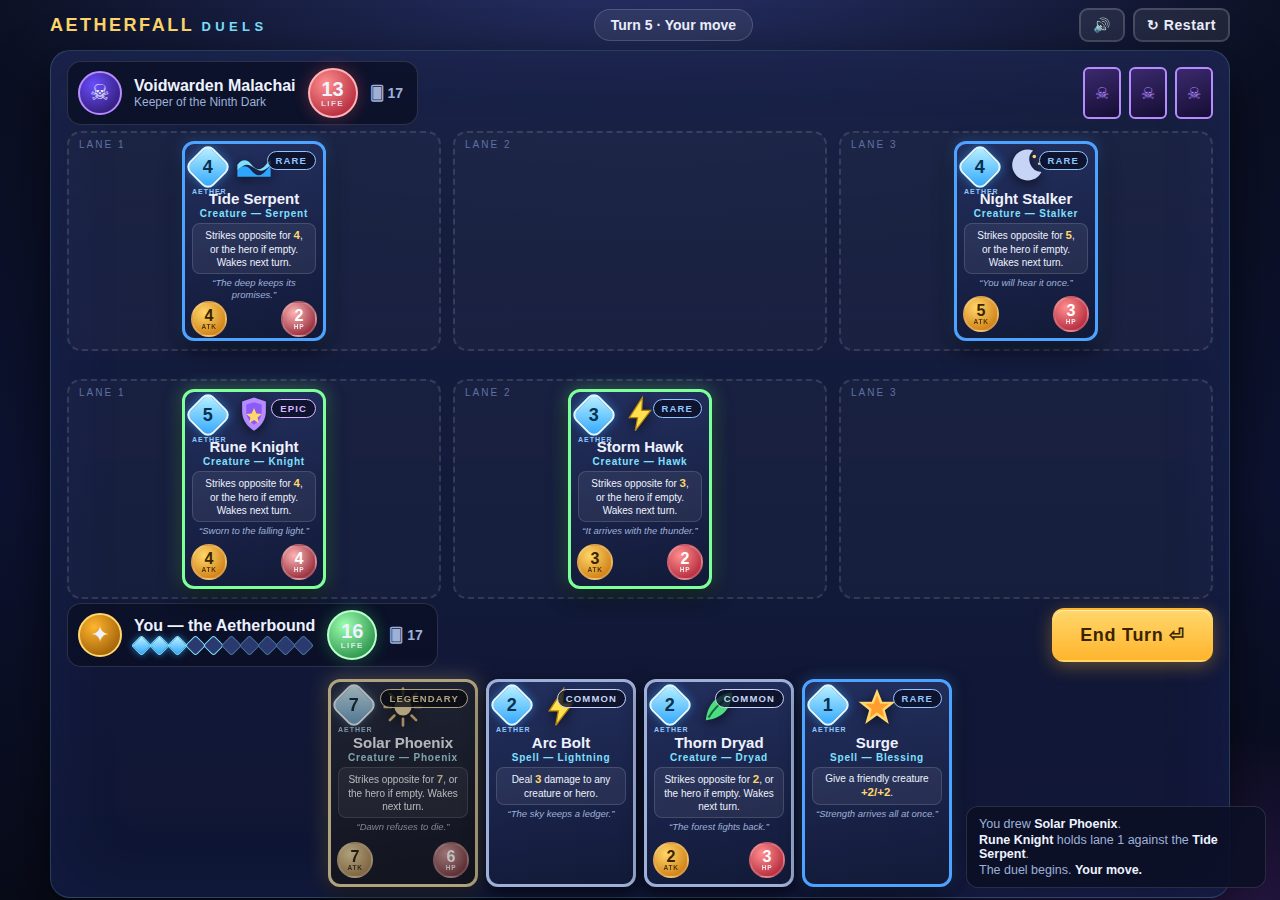 AETHERFALL DUELS
Turn 5 · Your move
↻ Restart
Voidwarden Malachai
Keeper of the Ninth Dark
13
LIFE
17
LANE 1
4
AETHER
RARE
Tide Serpent
Creature — Serpent
Strikes opposite for 4,
or the hero if empty.
Wakes next turn.
“The deep keeps its
promises.”
4
ATK
2
HP
LANE 2
LANE 3
4
AETHER
RARE
Night Stalker
Creature — Stalker
Strikes opposite for 5,
or the hero if empty.
Wakes next turn.
“You will hear it once.”
5
ATK
3
HP
LANE 1
5
AETHER
EPIC
Rune Knight
Creature — Knight
Strikes opposite for 4,
or the hero if empty.
Wakes next turn.
“Sworn to the falling light.”
4
ATK
4
HP
LANE 2
3
AETHER
RARE
Storm Hawk
Creature — Hawk
Strikes opposite for 3,
or the hero if empty.
Wakes next turn.
“It arrives with the thunder.”
3
ATK
2
HP
LANE 3
You — the Aetherbound
16
LIFE
17
End Turn ⏎
7
AETHER
LEGENDARY
Solar Phoenix
Creature — Phoenix
Strikes opposite for 7, or
the hero if empty. Wakes
next turn.
“Dawn refuses to die.”
7
ATK
6
HP
2
AETHER
COMMON
Arc Bolt
Spell — Lightning
Deal 3 damage to any
creature or hero.
“The sky keeps a ledger.”
2
AETHER
COMMON
Thorn Dryad
Creature — Dryad
Strikes opposite for 2, or
the hero if empty. Wakes
next turn.
“The forest fights back.”
2
ATK
3
HP
1
AETHER
RARE
Surge
Spell — Blessing
Give a friendly creature
+2/+2.
“Strength arrives all at once.”
You drew Solar Phoenix.
Rune Knight holds lane 1 against the Tide
Serpent.
The duel begins. Your move.